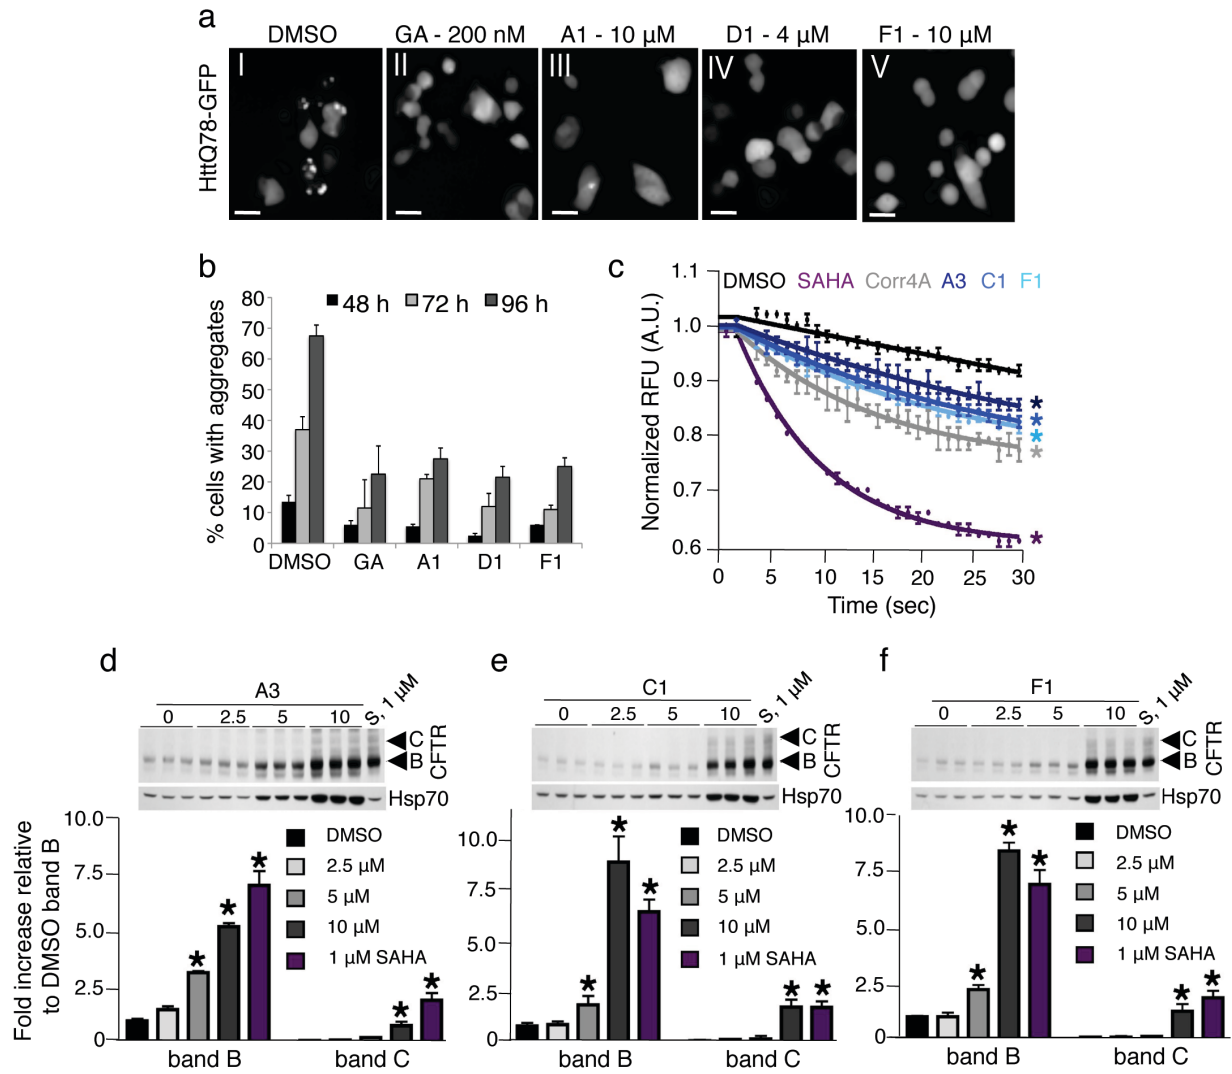 a
DMSO GA - 200 nM A1 - 10 µM D1 - 4 µM F1 - 10 µM
HttQ78-GFP
I II III IV V
b
% cells with aggregates
48 h 72 h 96 h
80
70
60
50
40
30
20
10
0
DMSO GA A1 D1 F1
c
Normalized RFU (A.U.)
DMSO SAHA Corr4A A3 C1 F1
1.1
1.0
0.9
0.8
0.7
0.6
*
*
*
*
*
0 5 10 15 20 25 30
Time (sec)
d
A3
0 2.5 5 10 S, 1 µM
C
B
CFTR
Hsp70
Fold increase relative
to DMSO band B
10.0
7.5
5.0
2.5
0
DMSO
2.5 µM
5 µM
10 µM
1 µM SAHA
* * * * *
band B band C
e
C1
0 2.5 5 10 S, 1 µM
C
B
CFTR
Hsp70
10.0
7.5
5.0
2.5
0
DMSO
2.5 µM
5 µM
10 µM
1 µM SAHA
* * * * *
band B band C
f
F1
0 2.5 5 10 S, 1 µM
C
B
CFTR
Hsp70
10.0
7.5
5.0
2.5
0
DMSO
2.5 µM
5 µM
10 µM
1 µM SAHA
* * * * *
band B band C